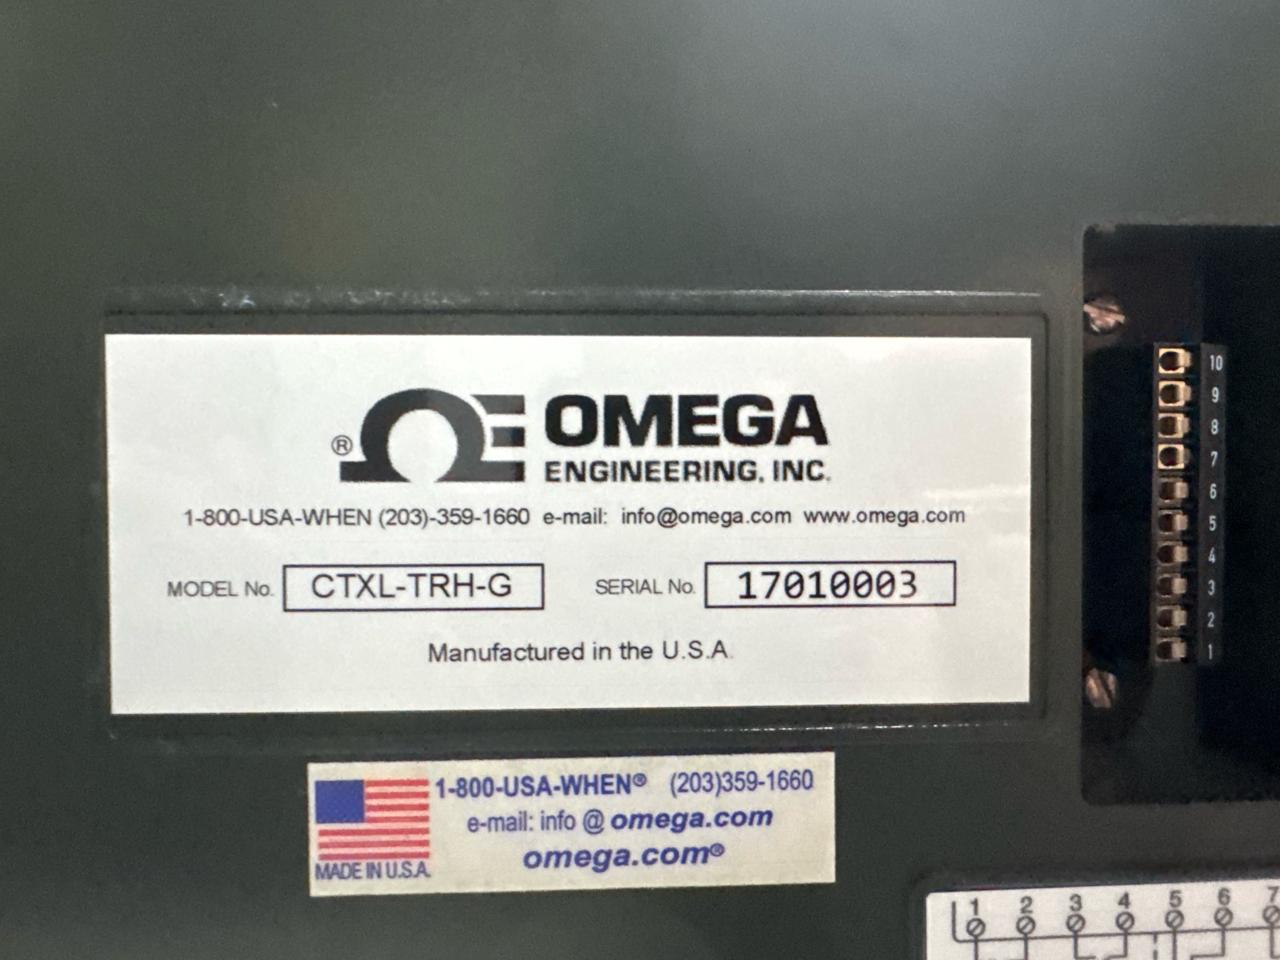 ® OMEGA
ENGINEERING, INC.
1-800-USA-WHEN (203)-359-1660 e-mail: info@omega.com www.omega.com
MODEL No. CTXL-TRH-G SERIAL No. 17010003
Manufactured in the U.S.A.
1-800-USA-WHEN® (203)359-1660
e-mail: info @ omega.com
omega.com®
MADE IN U.S.A.
10
9
8
7
6
5
4
3
2
1
1 2 3 4 5 6 7